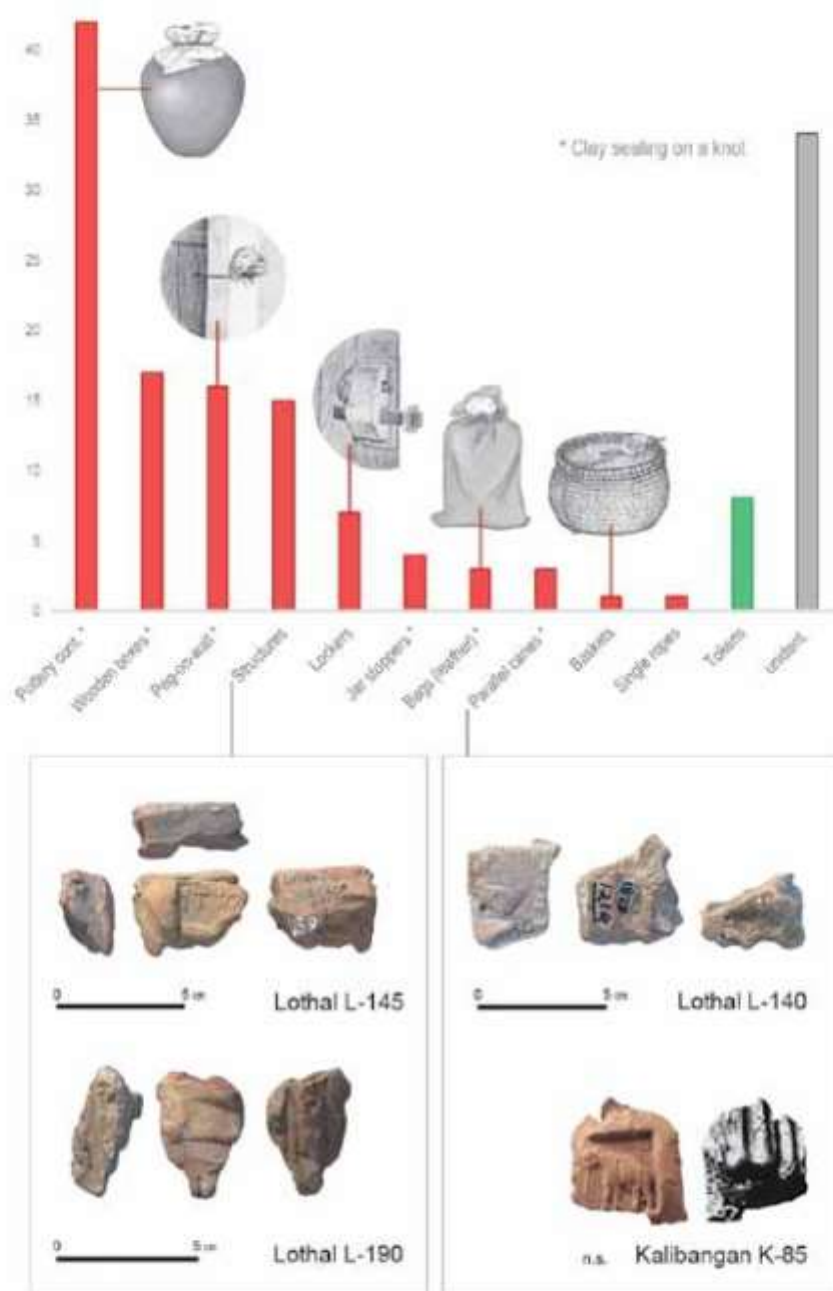 40
35
30
25
20
15
10
5
0
* Clay sealing on a knot
Pottery cont. *
Wooden boxes *
Peg-on-wall *
Structures
Lockers
Jar stoppers *
Bags (leather) *
Parallel canes *
Baskets
Single ropes
Tokens
undent.
0 5 cm
Lothal L-145
0 5 cm
Lothal L-140
0 5 cm
Lothal L-190
n.s.
Kalibangan K-85